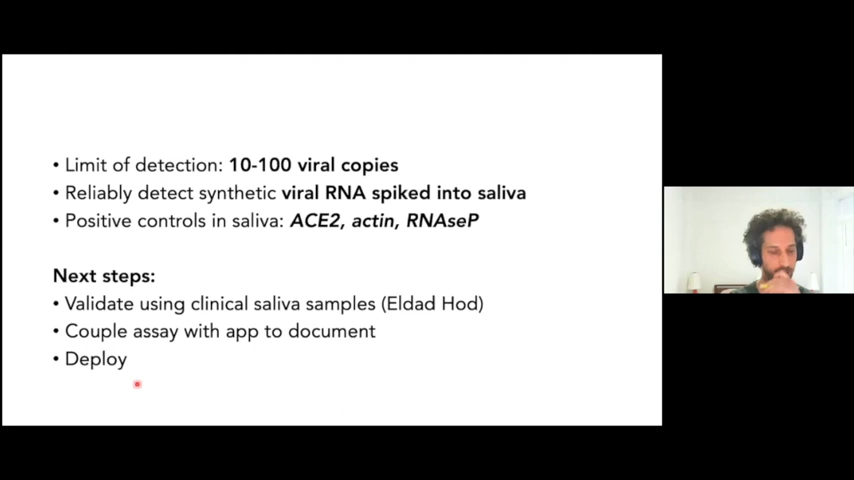 • Limit of detection: 10-100 viral copies
• Reliably detect synthetic viral RNA spiked into saliva
• Positive controls in saliva: ACE2, actin, RNAseP
Next steps:
• Validate using clinical saliva samples (Eldad Hod)
• Couple assay with app to document
• Deploy